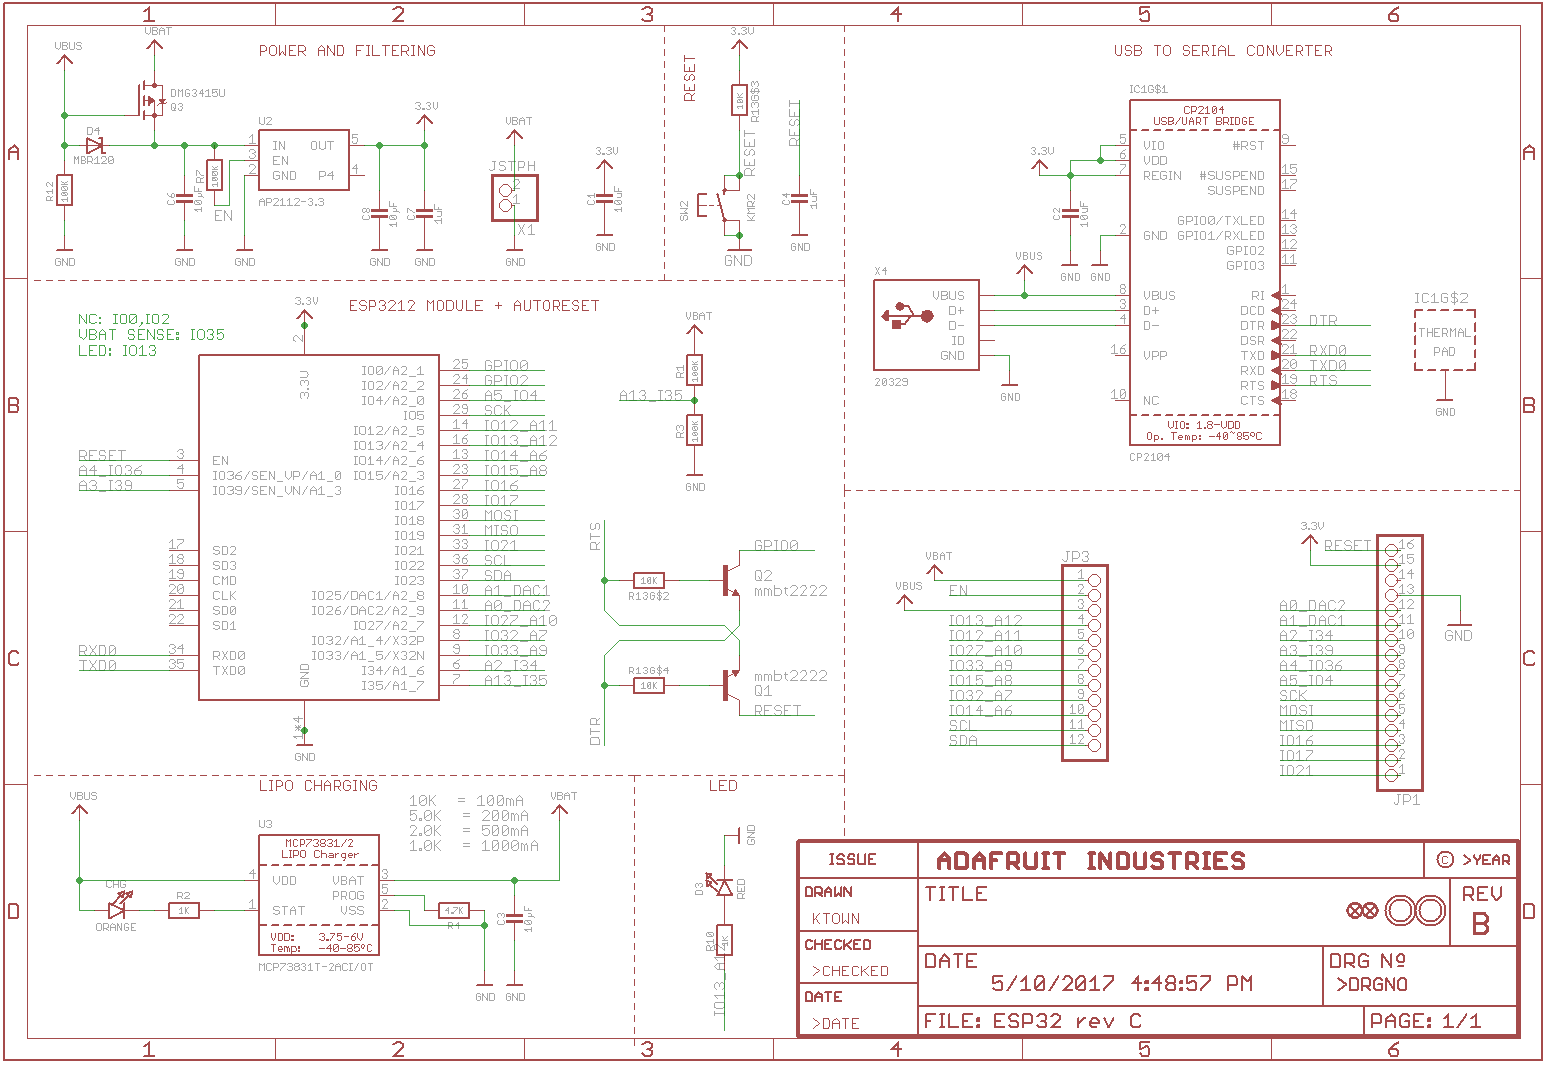 1 2 3 4 5 6
A
B
C
D
POWER AND FILTERING
VBUS
VBAT
DMG3415U
Q3
D4
MBR120
R12
100K
GND
C6
10µF
GND
R7
100K
EN
GND
U2
1 IN
3 EN
2 GND
OUT 5
P4 4
AP2112-3.3
C8
10µF
GND
3.3V
C7
1uF
GND
VBAT
JSTPH
2
1
X1
GND
3.3V
C1
10uF
GND
RESET
3.3V
R13G$3
10K
RESET
SW2
KMR2
GND
RESET
C4
1uF
GND
USB TO SERIAL CONVERTER
IC1G$1
CP2104
USB/UART BRIDGE
5 VIO
6 VDD
7 REGIN
2 GND
8 VBUS
3 D+
4 D-
16 VPP
10 NC
#RST 9
#SUSPEND 15
SUSPEND 17
GPIO0/TXLED 14
GPIO1/RXLED 13
GPIO2 12
GPIO3 11
RI 1
DCD 24
DTR 23 DTR
DSR 22
TXD 21 RXD0
RXD 20 TXD0
RTS 19 RTS
CTS 18
VIO: 1.8-VDD
Op. Temp: -40~85ºC
CP2104
3.3V
C2
10uF
GND
GND
VBUS
X4
VBUS
D+
D-
ID
GND
20329
GND
IC1G$2
THERMAL
PAD
GND
ESP3212 MODULE + AUTORESET
NC: IO0,IO2
VBAT SENSE: IO35
LED: IO13
3.3V
2
3.3V
RESET 3 EN
A4_IO36 4 IO36/SEN_VP/A1_0
A3_I39 5 IO39/SEN_VN/A1_3
17 SD2
18 SD3
19 CMD
20 CLK
21 SD0
22 SD1
RXD0 34 RXD0
TXD0 35 TXD0
IO0/A2_1 25 GPIO0
IO2/A2_2 24 GPIO2
IO4/A2_0 26 A5_IO4
IO5 29 SCK
IO12/A2_5 14 IO12_A11
IO13/A2_4 16 IO13_A12
IO14/A2_6 13 IO14_A6
IO15/A2_3 23 IO15_A8
IO16 27 IO16
IO17 28 IO17
IO18 30 MOSI
IO19 31 MISO
IO21 33 IO21
IO22 36 SCL
IO23 37 SDA
IO25/DAC1/A2_8 10 A1_DAC1
IO26/DAC2/A2_9 11 A0_DAC2
IO27/A2_7 12 IO27_A10
IO32/A1_4/X32P 8 IO32_A7
IO33/A1_5/X32N 9 IO33_A9
I34/A1_6 6 A2_I34
I35/A1_7 7 A13_I35
GND
1*4
GND
VBAT
R1
100K
A13_I35
R3
100K
GND
RTS
10K
R13G$2
GPIO0
Q2
mmbt2222
mmbt2222
Q1
RESET
R13G$4
10K
DTR
JP3
VBAT
VBUS
1
EN 2
3
IO13_A12 4
IO12_A11 5
IO27_A10 6
IO33_A9 7
IO15_A8 8
IO32_A7 9
IO14_A6 10
SCL 11
SDA 12
3.3V
RESET 16
15
14
13
GND
A0_DAC2 12
A1_DAC1 11
A2_I34 10
A3_I39 9
A4_IO36 8
A5_IO4 7
SCK 6
MOSI 5
MISO 4
IO16 3
IO17 2
IO21 1
JP1
LIPO CHARGING
VBUS
10K = 100mA
5.0K = 200mA
2.0K = 500mA
1.0K = 1000mA
VBAT
U3
MCP73831/2
LIPO Charger
4 VDD
1 STAT
VBAT 3
PROG 5
VSS 2
VDD: 3.75-6V
Temp: -40-85ºC
MCP73831T-2ACI/OT
CHG
ORANGE
R2
1K
4.7K
R4
C3
10µF
GND GND
LED
GND
D3
RED
R10
1K
IO13_A12
ISSUE
ADAFRUIT INDUSTRIES
© >YEAR
DRAWN
KTOWN
TITLE
REV
B
CHECKED
>CHECKED
DATE
5/10/2017 4:48:57 PM
DRG Nº
>DRGNO
DATE
>DATE
FILE: ESP32 rev C
PAGE: 1/1
A
B
C
D
1 2 3 4 5 6